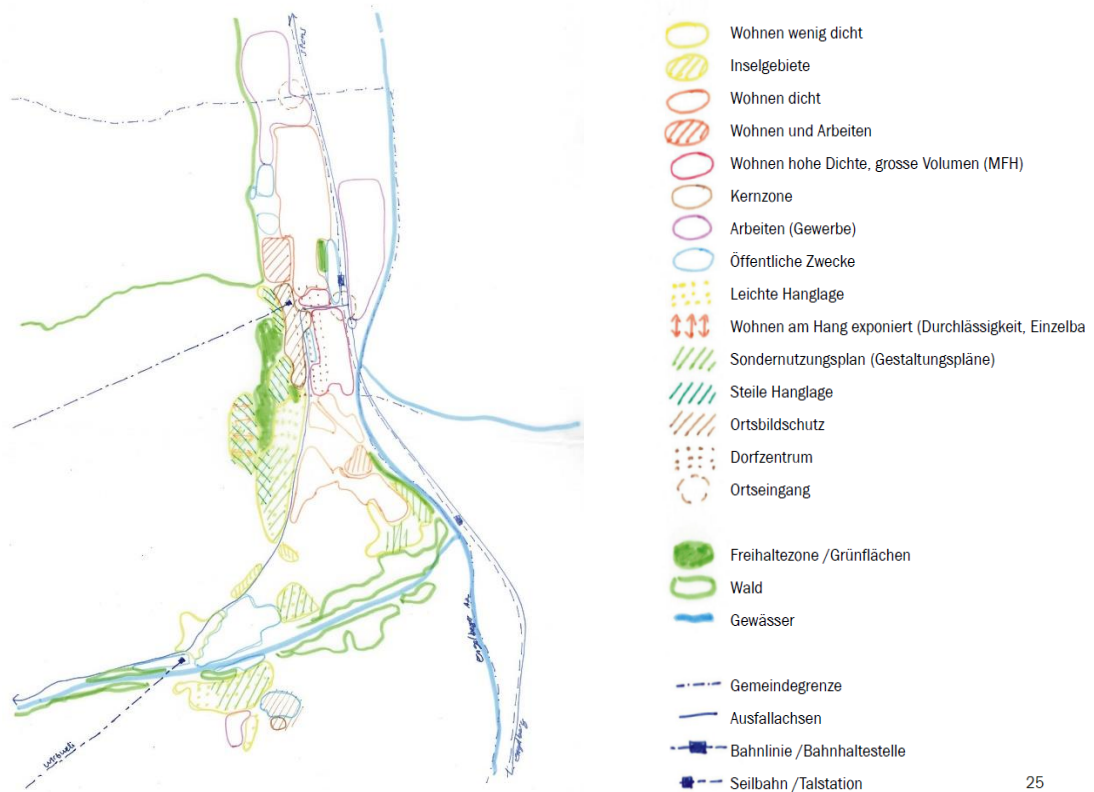 Wohnen wenig dicht
Inselgebiete
Wohnen dicht
Wohnen und Arbeiten
Wohnen hohe Dichte, grosse Volumen (MFH)
Kernzone
Arbeiten (Gewerbe)
Öffentliche Zwecke
Leichte Hanglage
Wohnen am Hang exponiert (Durchlässigkeit, Einzelba
Sondernutzungsplan (Gestaltungspläne)
Steile Hanglage
Ortsbildschutz
Dorfzentrum
Ortseingang
Freihaltezone /Grünflächen
Wald
Gewässer
Gemeindegrenze
Ausfallachsen
Bahnlinie /Bahnhaltestelle
Seilbahn /Talstation
25